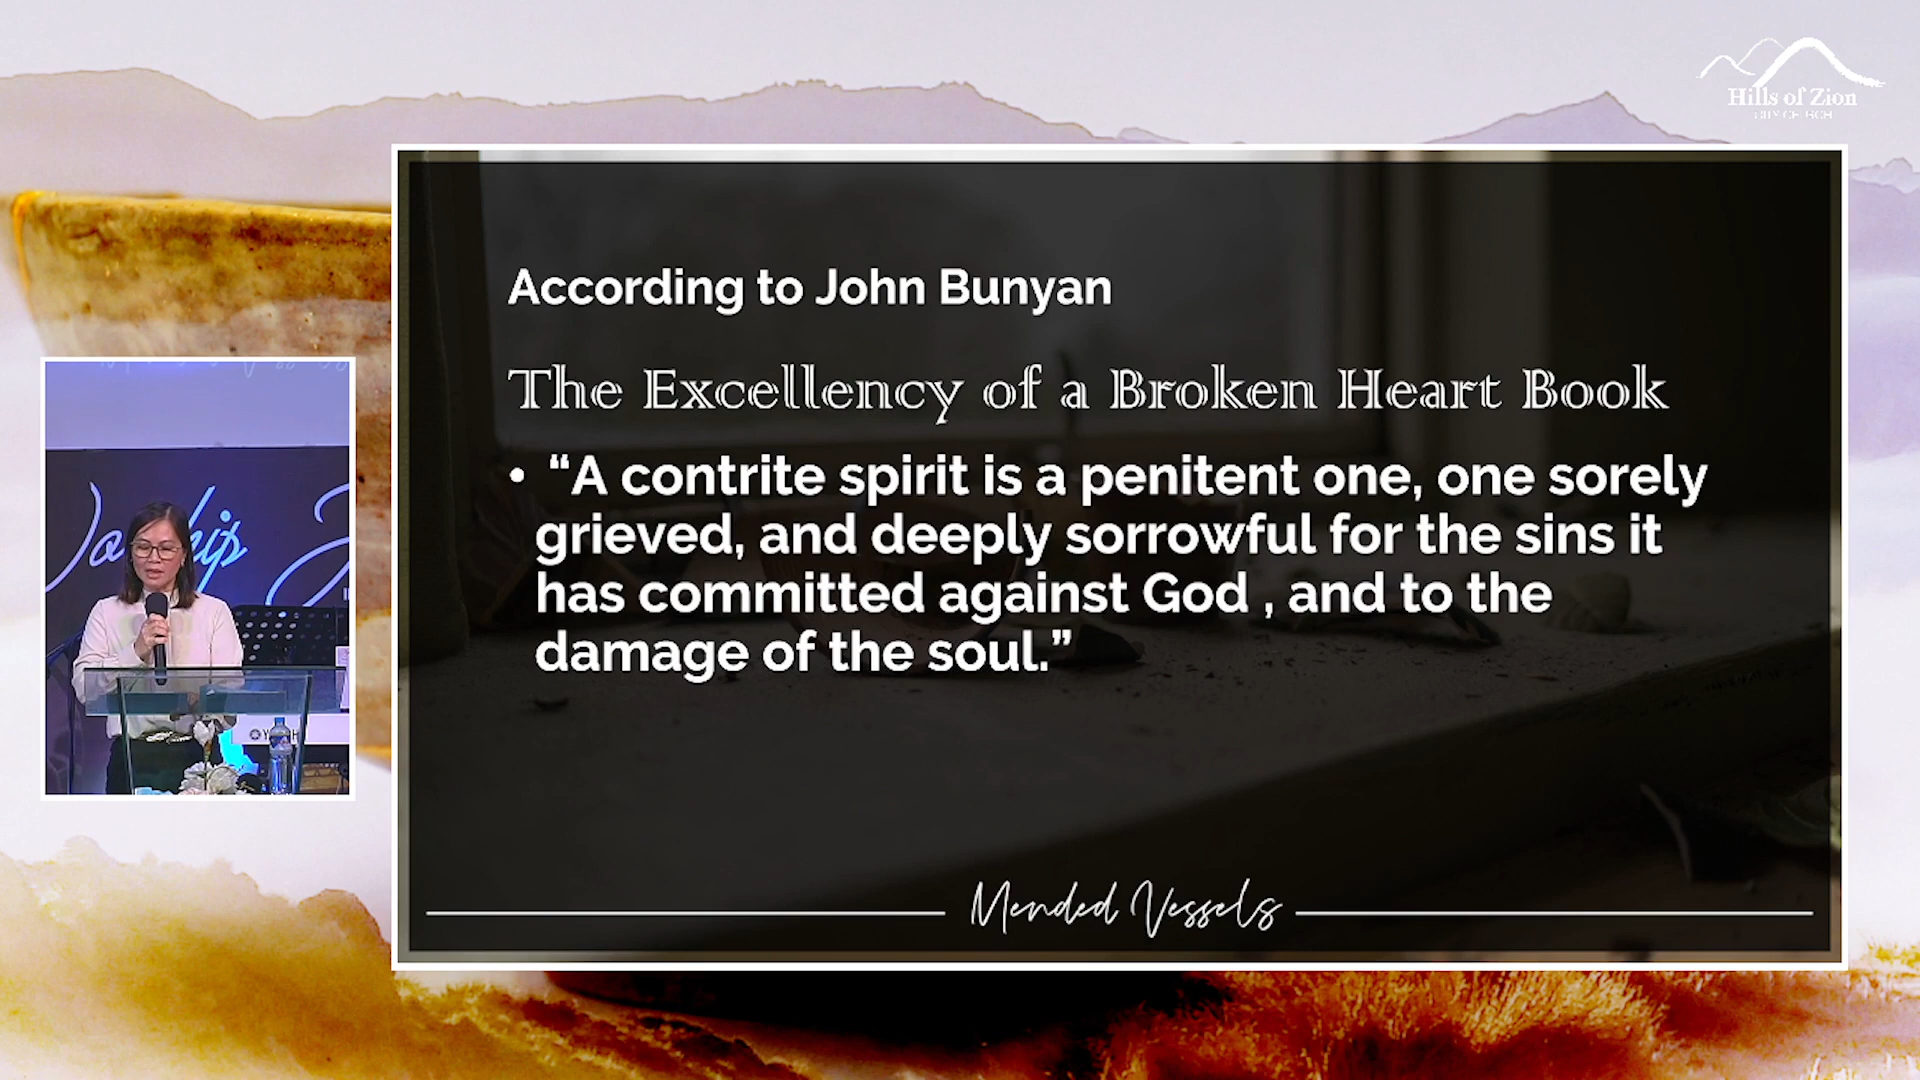 Hills of Zion
CITY CHURCH
According to John Bunyan
The Excellency of a Broken Heart Book
• “A contrite spirit is a penitent one, one sorely
grieved, and deeply sorrowful for the sins it
has committed against God , and to the
damage of the soul.”
Mended Vessels